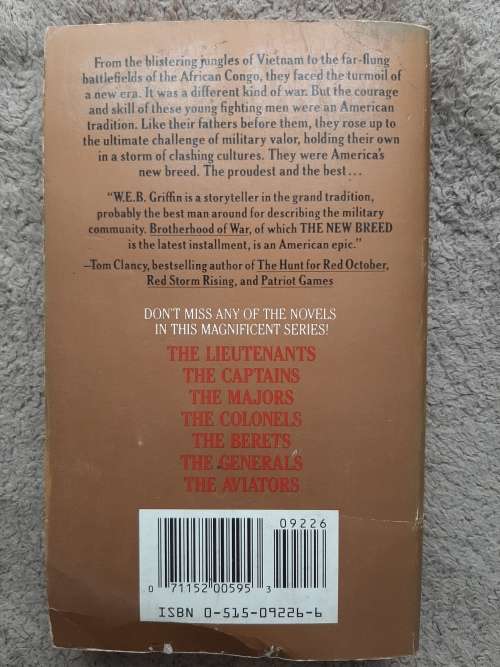 From the blistering jungles of Vietnam to the far-flung
battlefields of the African Congo, they faced the turmoil of
a new era. It was a different kind of war. But the courage
and skill of these young fighting men were an American
tradition. Like their fathers before them, they rose up to
the ultimate challenge of military valor, holding their own
in a storm of clashing cultures. They were America's
new breed. The proudest and the best...
"W.E.B. Griffin is a storyteller in the grand tradition,
probably the best man around for describing the military
community. Brotherhood of War, of which THE NEW BREED
is the latest installment, is an American epic."
—Tom Clancy, bestselling author of The Hunt for Red October,
Red Storm Rising, and Patriot Games
DON'T MISS ANY OF THE NOVELS
IN THIS MAGNIFICENT SERIES!
THE LIEUTENANTS
THE CAPTAINS
THE MAJORS
THE COLONELS
THE BERETS
THE GENERALS
THE AVIATORS
09226
0 71152 00595 3
ISBN 0-515-09226-6